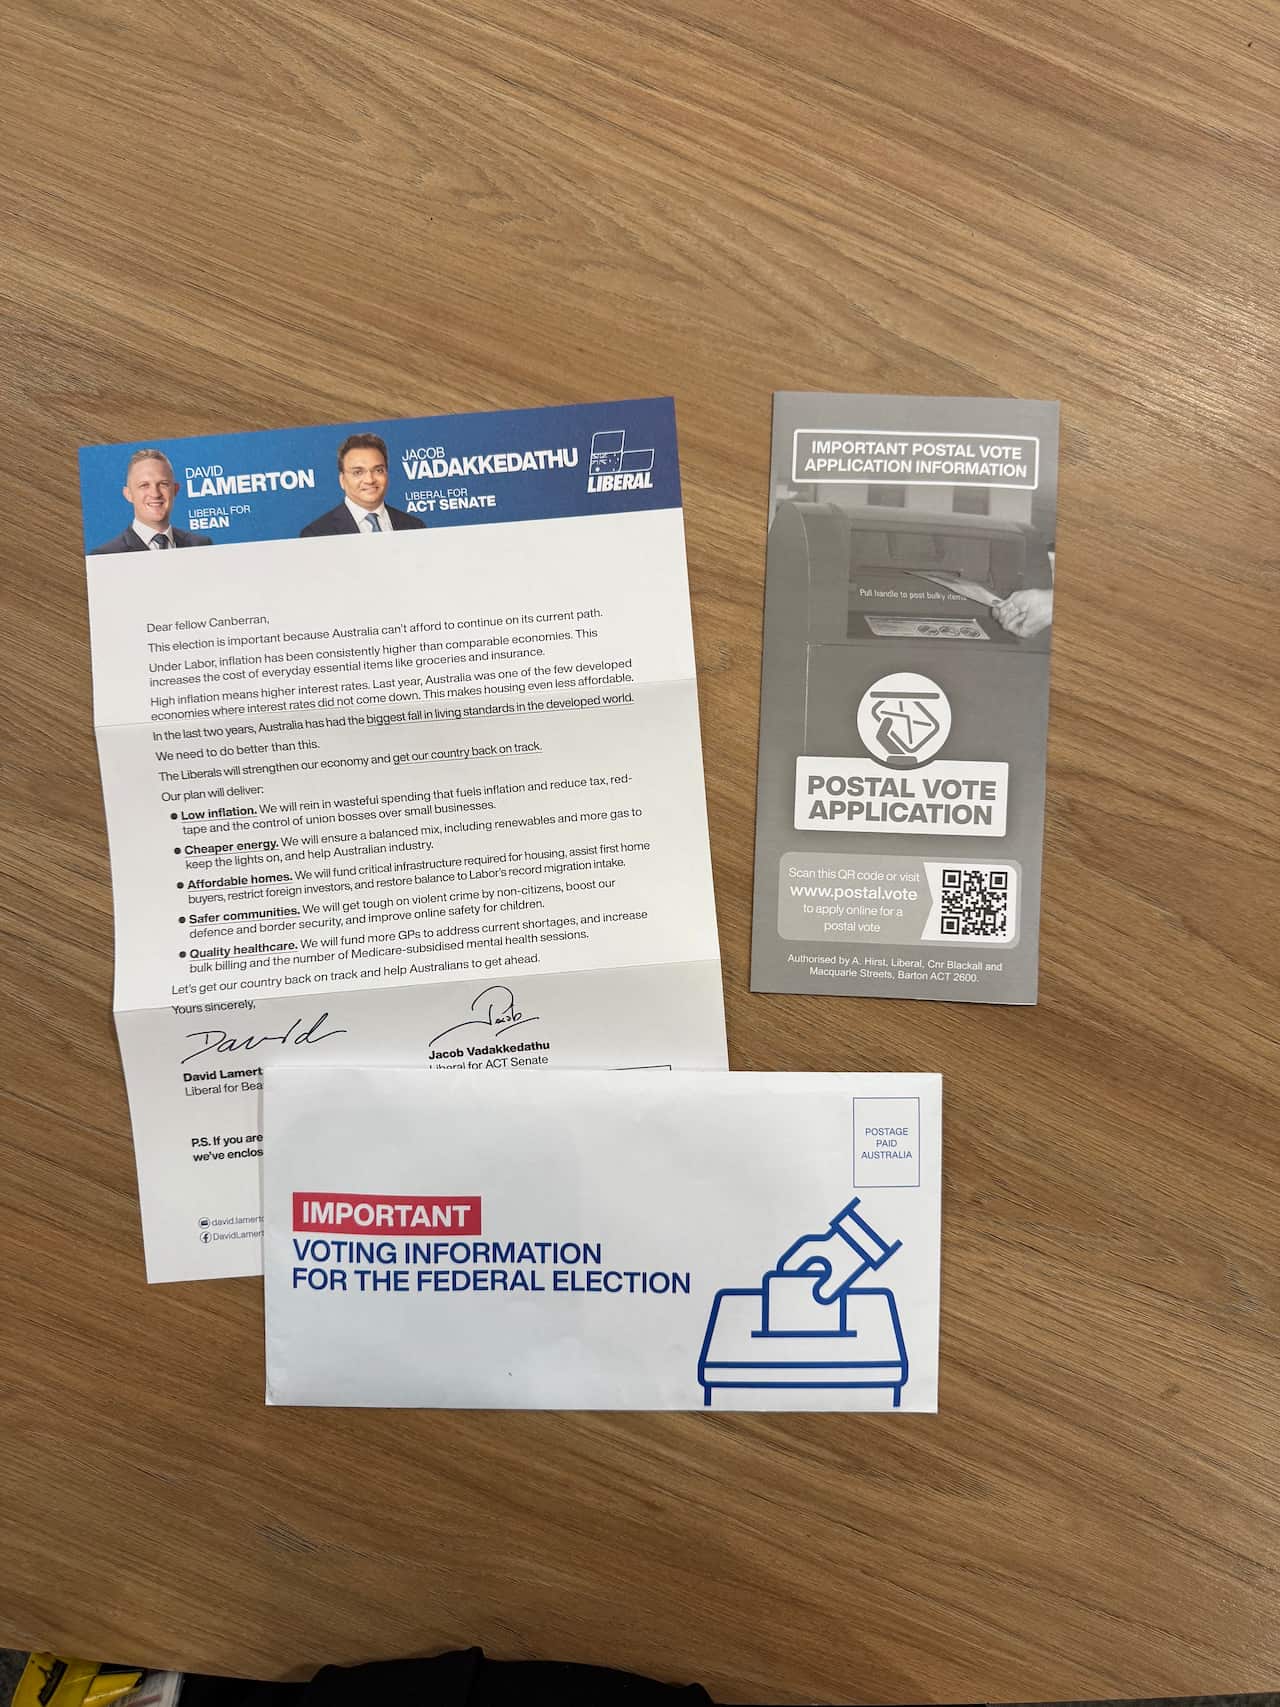 DAVID
LAMERTON
LIBERAL FOR
BEAN
JACOB
VADAKKEDATHU
LIBERAL FOR
ACT SENATE
LIBERAL
Dear fellow Canberran,
This election is important because Australia can't afford to continue on its current path.
Under Labor, inflation has been consistently higher than comparable economies. This
increases the cost of everyday essential items like groceries and insurance.
High inflation means higher interest rates. Last year, Australia was one of the few developed
economies where interest rates did not come down. This makes housing even less affordable.
In the last two years, Australia has had the biggest fall in living standards in the developed world.
We need to do better than this.
The Liberals will strengthen our economy and get our country back on track.
Our plan will deliver:
● Low inflation. We will rein in wasteful spending that fuels inflation and reduce tax, red-
tape and the control of union bosses over small businesses.
● Cheaper energy. We will ensure a balanced mix, including renewables and more gas to
keep the lights on, and help Australian industry.
● Affordable homes. We will fund critical infrastructure required for housing, assist first home
buyers, restrict foreign investors, and restore balance to Labor's record migration intake.
● Safer communities. We will get tough on violent crime by non-citizens, boost our
defence and border security, and improve online safety for children.
● Quality healthcare. We will fund more GPs to address current shortages, and increase
bulk billing and the number of Medicare-subsidised mental health sessions.
Let's get our country back on track and help Australians to get ahead.
Yours sincerely,
David
Jacob
David Lamert
Liberal for Bea
Jacob Vadakkedathu
Liberal for ACT Senate
P.S. If you are
we've enclos
david.lamert
DavidLamer
IMPORTANT POSTAL VOTE
APPLICATION INFORMATION
Pull handle to post bulky items
POSTAL VOTE
APPLICATION
Scan this QR code or visit
www.postal.vote
to apply online for a
postal vote
Authorised by A. Hirst, Liberal, Cnr Blackall and
Macquarie Streets, Barton ACT 2600.
POSTAGE
PAID
AUSTRALIA
IMPORTANT
VOTING INFORMATION
FOR THE FEDERAL ELECTION